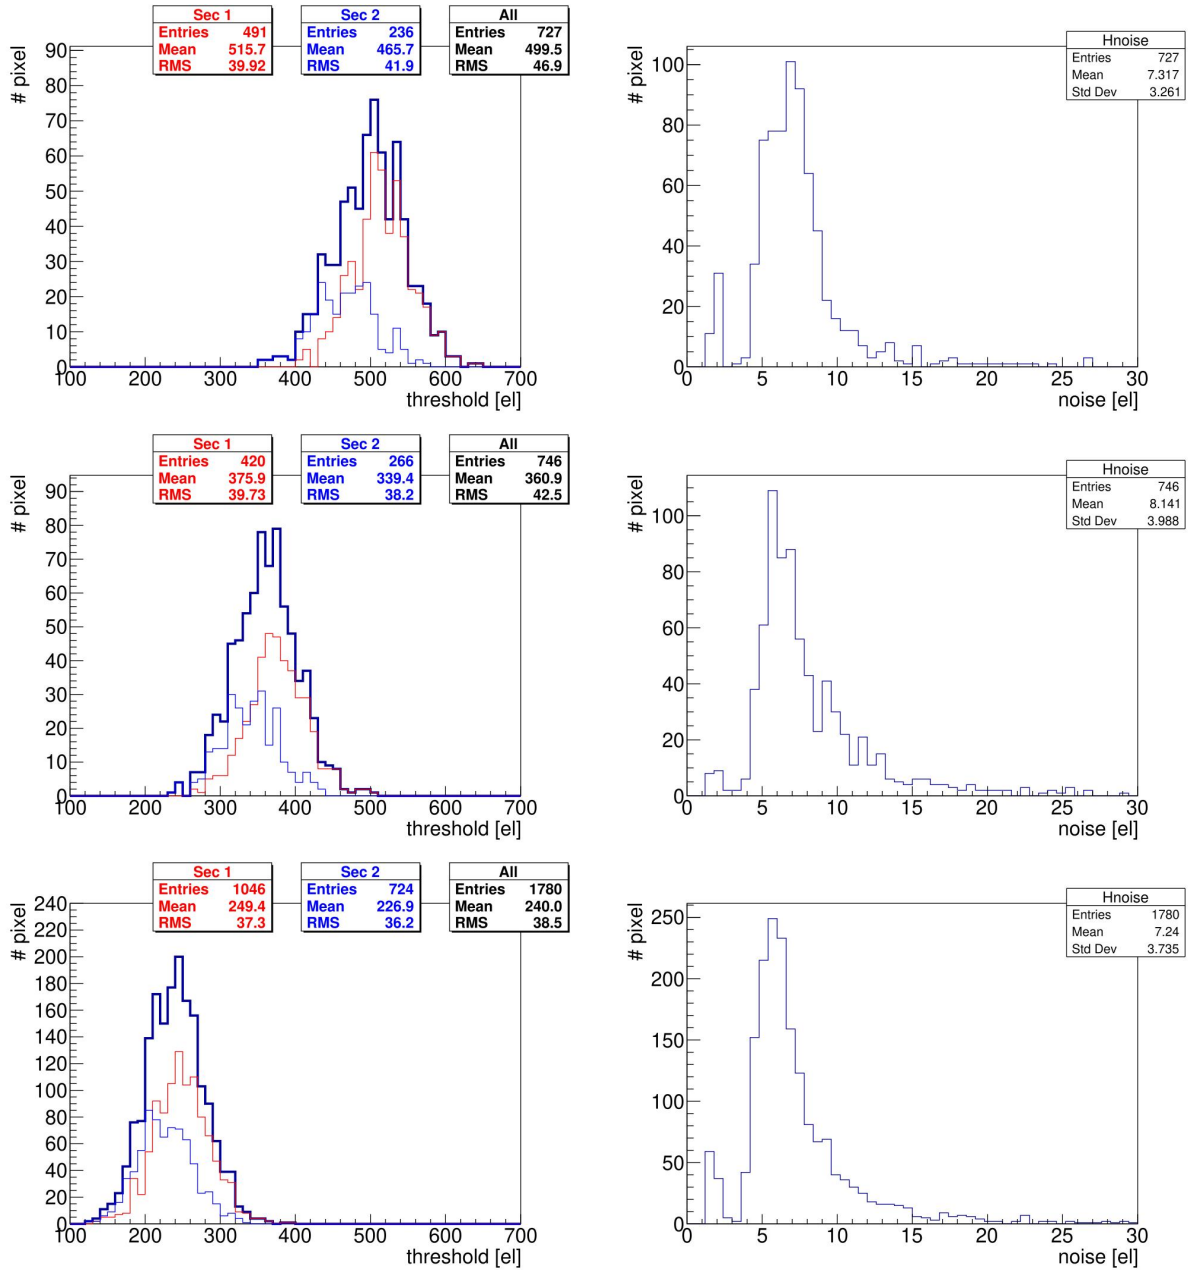 Sec 1
Entries 491
Mean 515.7
RMS 39.92
Sec 2
Entries 236
Mean 465.7
RMS 41.9
All
Entries 727
Mean 499.5
RMS 46.9
# pixel
90
80
70
60
50
40
30
20
10
0
100 200 300 400 500 600 700
threshold [el]
Hnoise
Entries 727
Mean 7.317
Std Dev 3.261
# pixel
100
80
60
40
20
0
0 5 10 15 20 25 30
noise [el]
Sec 1
Entries 420
Mean 375.9
RMS 39.73
Sec 2
Entries 266
Mean 339.4
RMS 38.2
All
Entries 746
Mean 360.9
RMS 42.5
# pixel
90
80
70
60
50
40
30
20
10
0
100 200 300 400 500 600 700
threshold [el]
Hnoise
Entries 746
Mean 8.141
Std Dev 3.988
# pixel
100
80
60
40
20
0
0 5 10 15 20 25 30
noise [el]
Sec 1
Entries 1046
Mean 249.4
RMS 37.3
Sec 2
Entries 724
Mean 226.9
RMS 36.2
All
Entries 1780
Mean 240.0
RMS 38.5
# pixel
240
220
200
180
160
140
120
100
80
60
40
20
0
100 200 300 400 500 600 700
threshold [el]
Hnoise
Entries 1780
Mean 7.24
Std Dev 3.735
# pixel
250
200
150
100
50
0
0 5 10 15 20 25 30
noise [el]